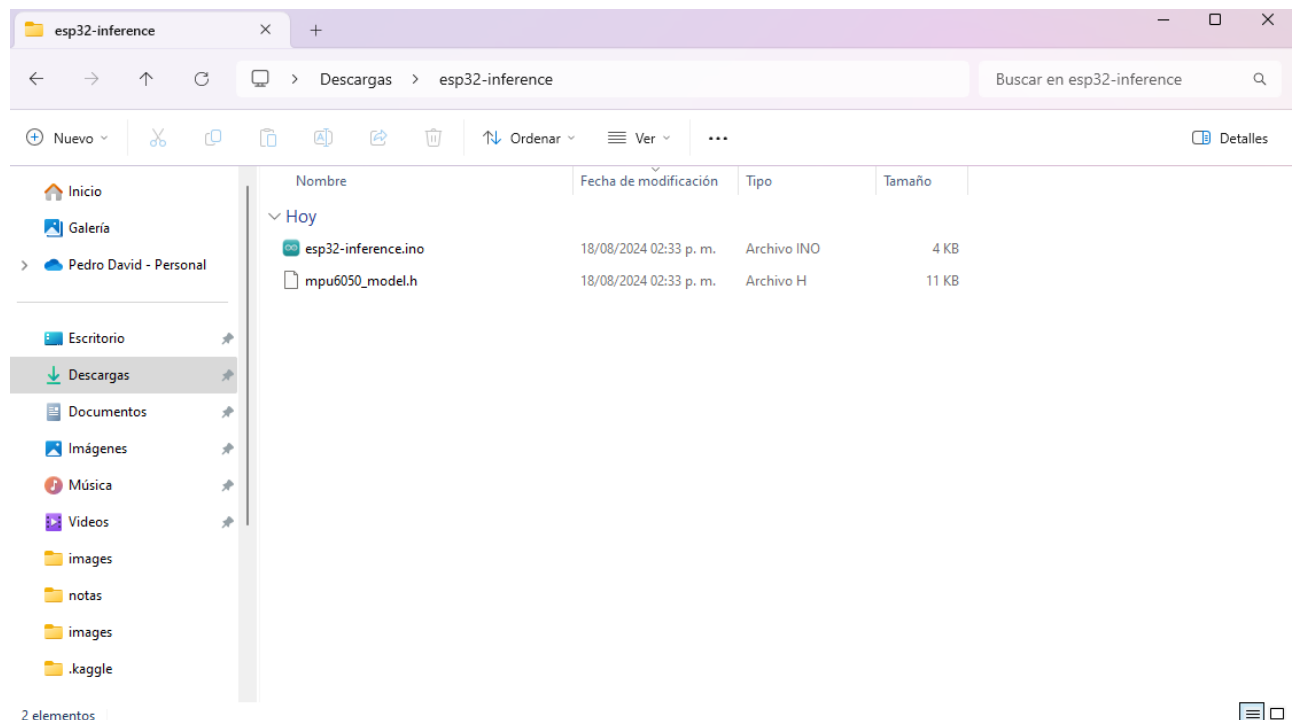 esp32-inference
Descargas > esp32-inference
Buscar en esp32-inference
Nuevo
Ordenar
Ver
Detalles
Inicio
Galería
Pedro David - Personal
Escritorio
Descargas
Documentos
Imágenes
Música
Videos
images
notas
images
.kaggle
Nombre Fecha de modificación Tipo Tamaño
Hoy
esp32-inference.ino 18/08/2024 02:33 p. m. Archivo INO 4 KB
mpu6050_model.h 18/08/2024 02:33 p. m. Archivo H 11 KB
2 elementos